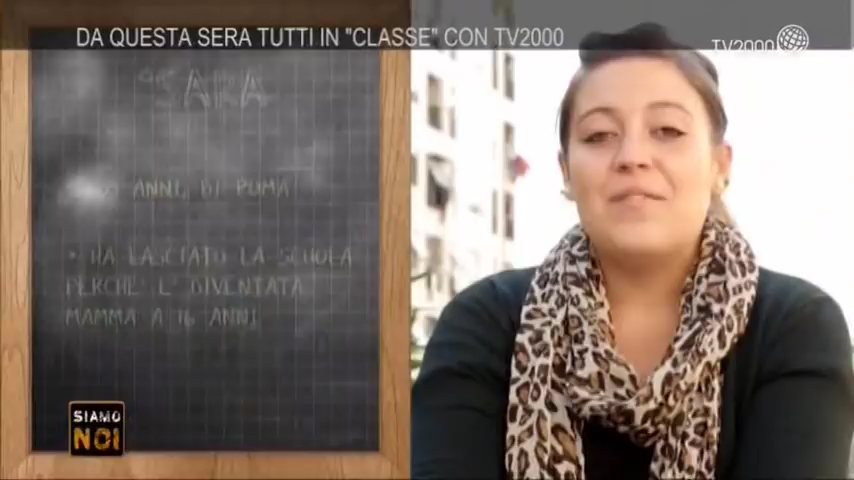 DA QUESTA SERA TUTTI IN "CLASSE" CON TV2000
TV2000
SARA
ANNI, DI ROMA
• HA LASCIATO LA SCUOLA
PERCHE' E' DIVENTATA
MAMMA A 16 ANNI
SIAMO
NOI